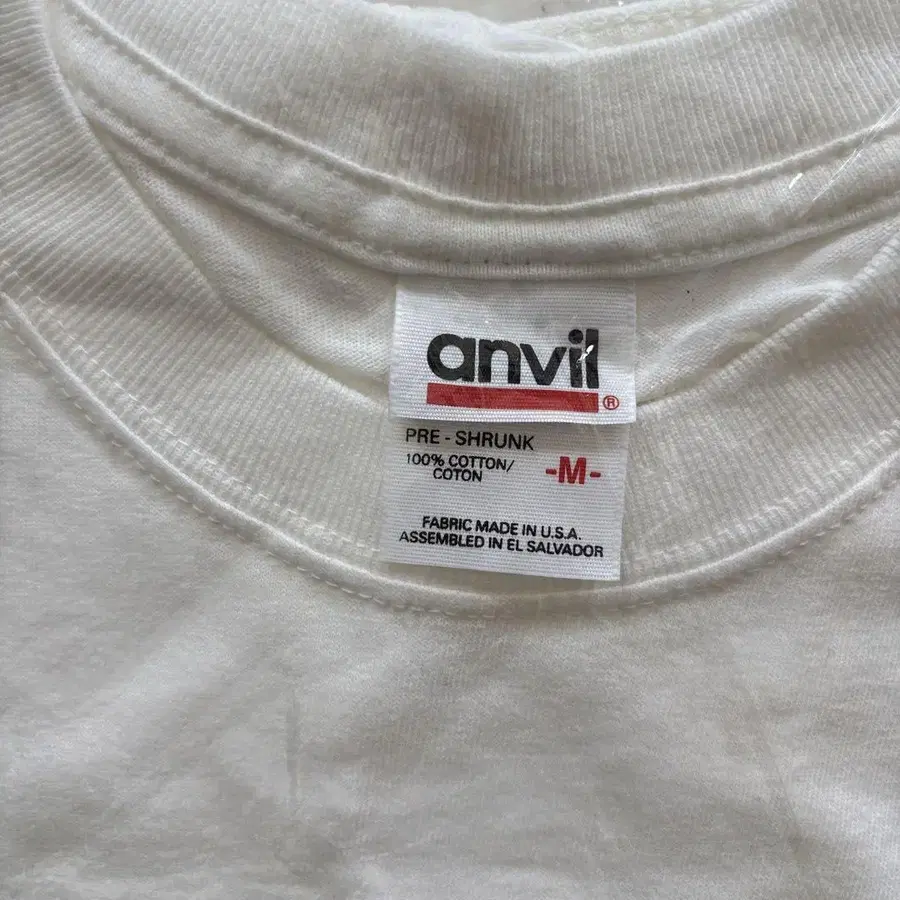 anvil®
PRE - SHRUNK
100% COTTON/
COTON
-M-
FABRIC MADE IN U.S.A.
ASSEMBLED IN EL SALVADOR